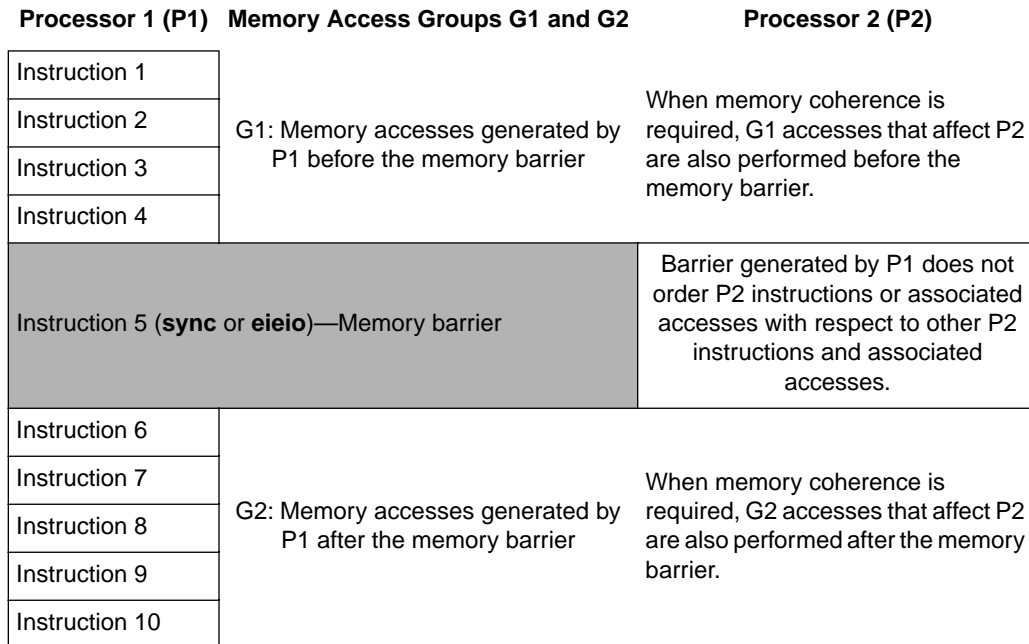 Processor 1 (P1) Memory Access Groups G1 and G2 Processor 2 (P2)
Instruction 1
Instruction 2
Instruction 3
Instruction 4
G1: Memory accesses generated by
P1 before the memory barrier
When memory coherence is
required, G1 accesses that affect P2
are also performed before the
memory barrier.
Instruction 5 (sync or eieio)—Memory barrier
Barrier generated by P1 does not
order P2 instructions or associated
accesses with respect to other P2
instructions and associated
accesses.
Instruction 6
Instruction 7
Instruction 8
Instruction 9
Instruction 10
G2: Memory accesses generated by
P1 after the memory barrier
When memory coherence is
required, G2 accesses that affect P2
are also performed after the memory
barrier.